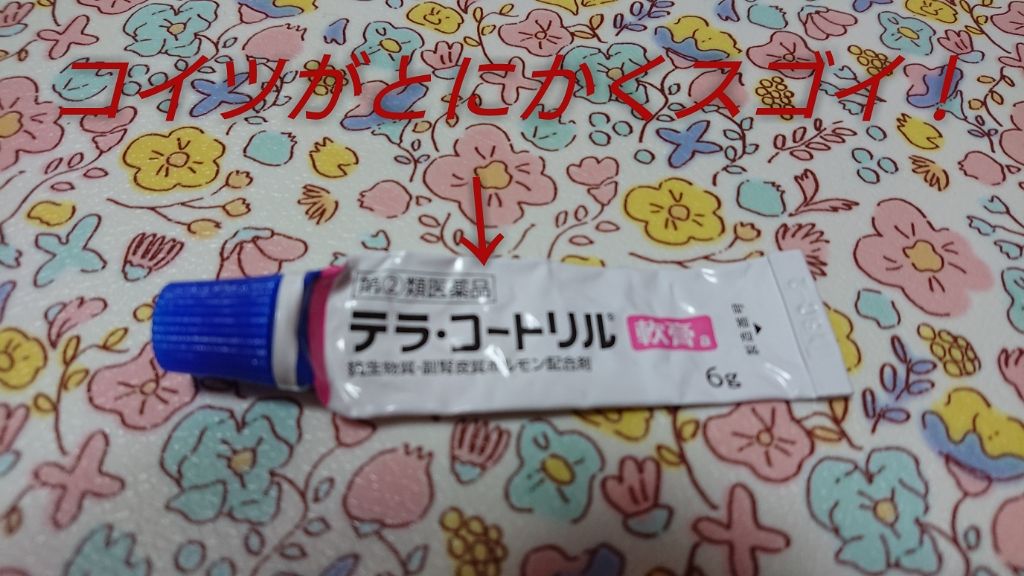 コイツがとにかくスゴイ！
↓
第②類医薬品
テラ・コートリル®
軟膏a
抗生物質・副腎皮質ホルモン配合剤
6g